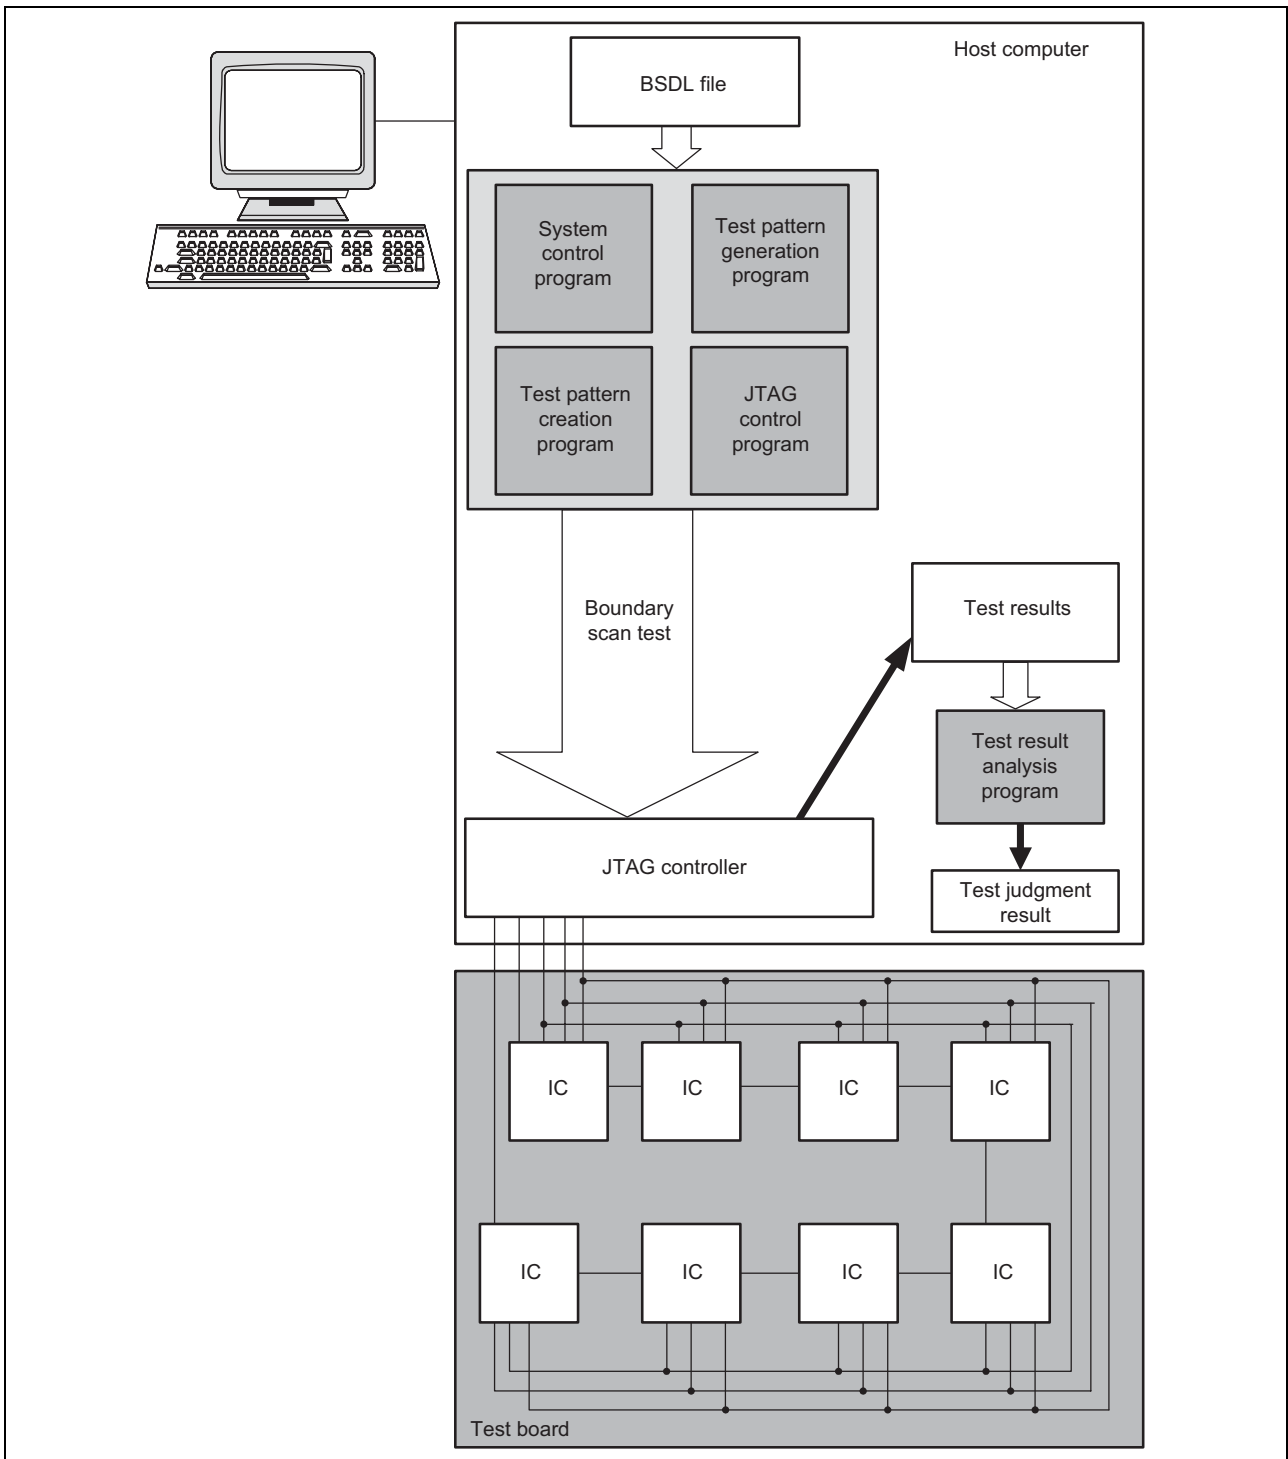 Host computer
BSDL file
System
control
program
Test pattern
generation
program
Test pattern
creation
program
JTAG
control
program
Boundary
scan test
Test results
Test result
analysis
program
JTAG controller
Test judgment
result
IC
IC
IC
IC
IC
IC
IC
IC
Test board